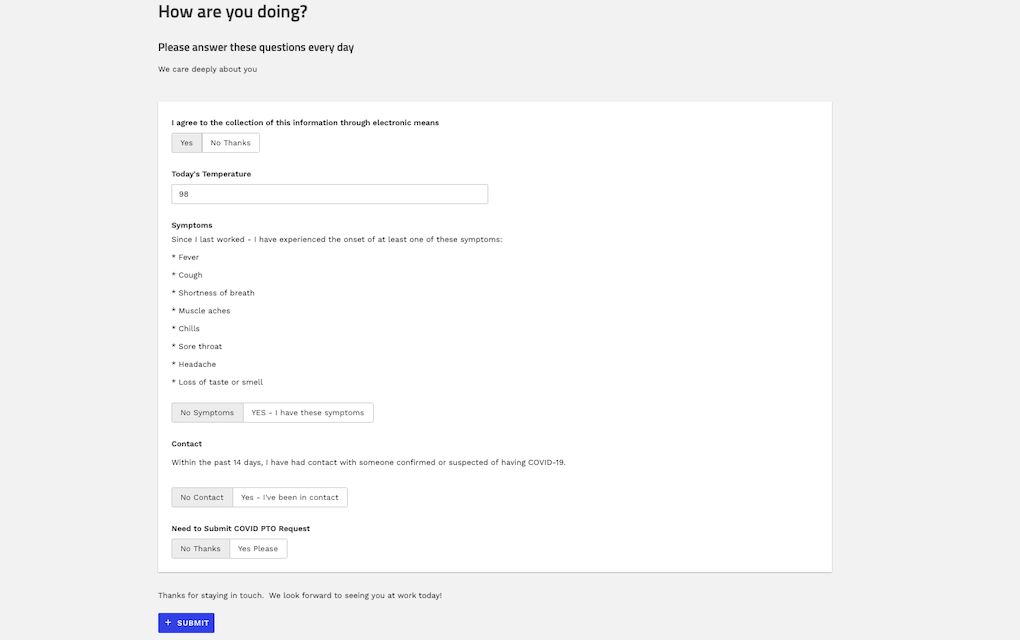 How are you doing?
Please answer these questions every day
We care deeply about you
I agree to the collection of this information through electronic means
Yes No Thanks
Today's Temperature
98
Symptoms
Since I last worked - I have experienced the onset of at least one of these symptoms:
* Fever
* Cough
* Shortness of breath
* Muscle aches
* Chills
* Sore throat
* Headache
* Loss of taste or smell
No Symptoms YES - I have these symptoms
Contact
Within the past 14 days, I have had contact with someone confirmed or suspected of having COVID-19.
No Contact Yes - I've been in contact
Need to Submit COVID PTO Request
No Thanks Yes Please
Thanks for staying in touch. We look forward to seeing you at work today!
+ SUBMIT